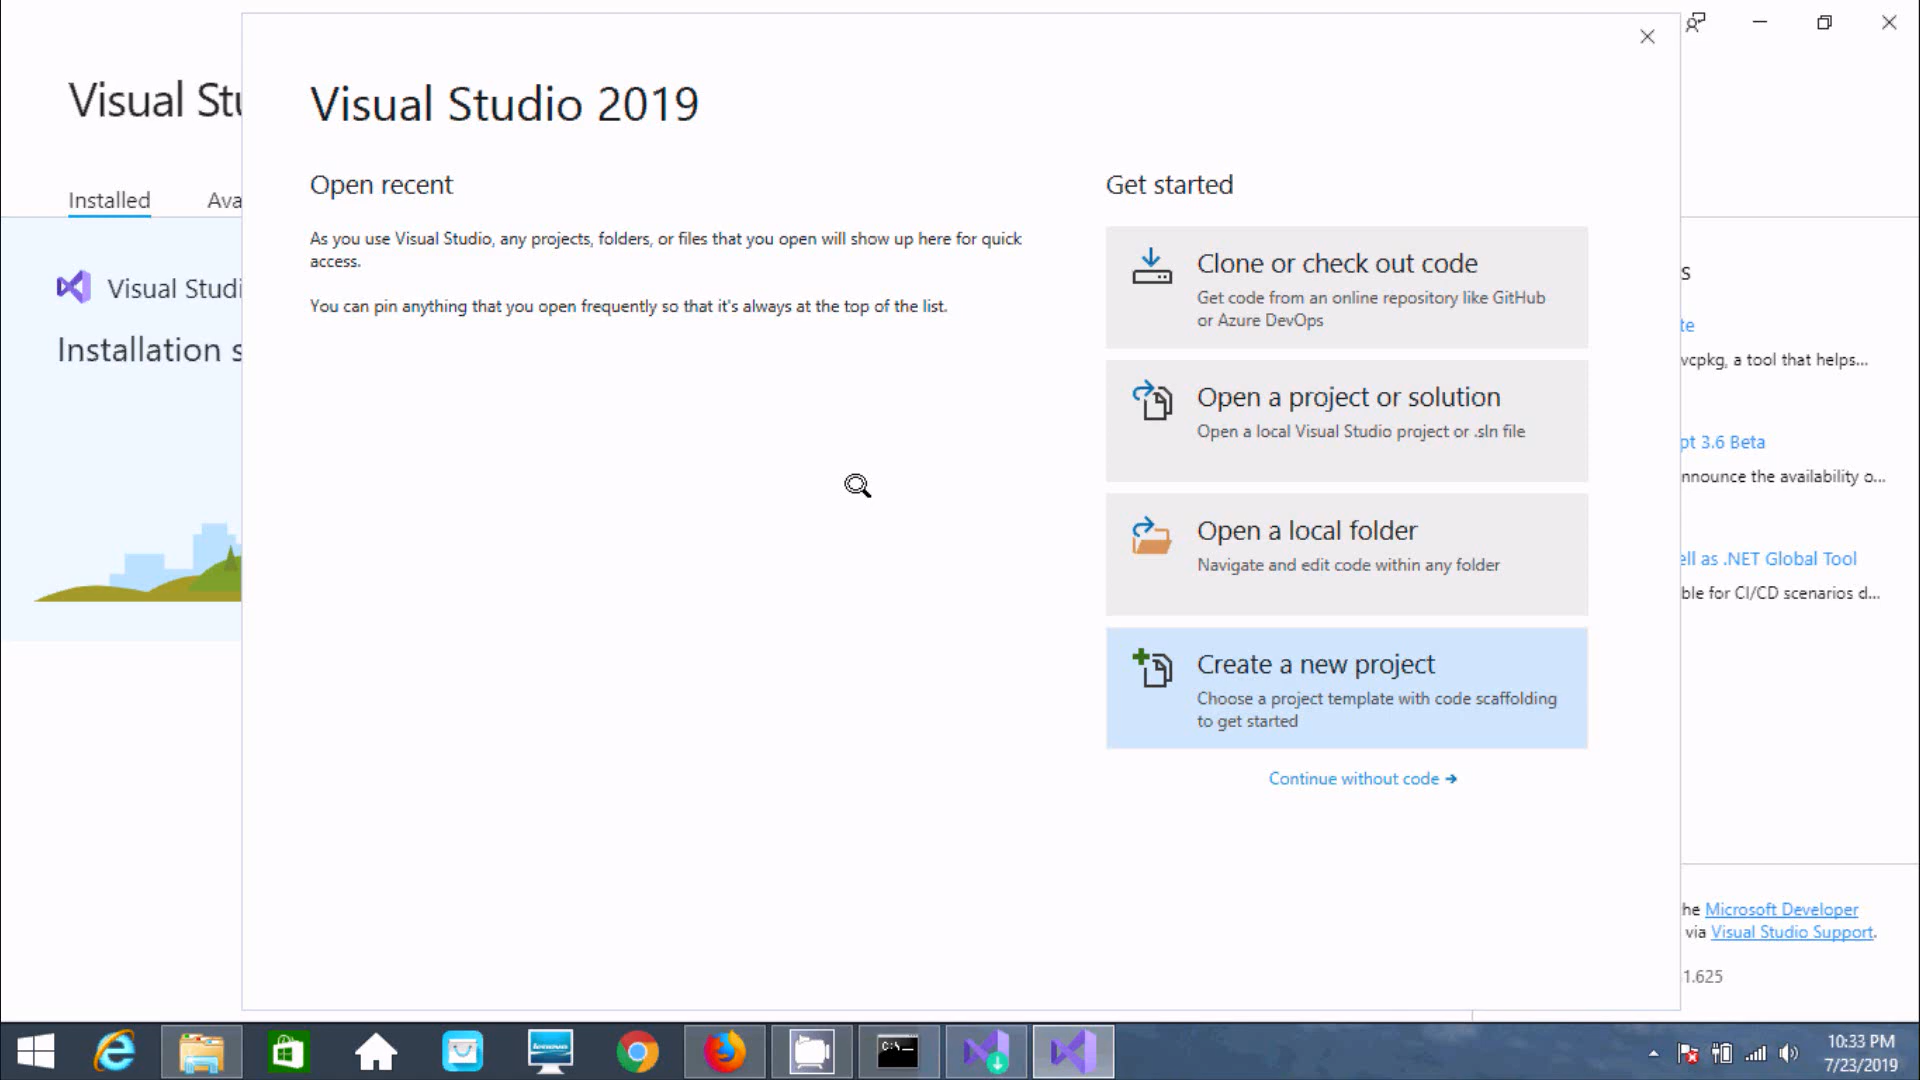 Visual Stu
Installed
Ava
Visual Studi
Installation s
Visual Studio 2019
Open recent
As you use Visual Studio, any projects, folders, or files that you open will show up here for quick
access.
You can pin anything that you open frequently so that it's always at the top of the list.
Get started
Clone or check out code
Get code from an online repository like GitHub
or Azure DevOps
Open a project or solution
Open a local Visual Studio project or .sln file
Open a local folder
Navigate and edit code within any folder
Create a new project
Choose a project template with code scaffolding
to get started
Continue without code
s
te
vcpkg, a tool that helps...
pt 3.6 Beta
nnounce the availability o...
ell as .NET Global Tool
ble for CI/CD scenarios d...
he Microsoft Developer
via Visual Studio Support.
1.625
C:\
10:33 PM
7/23/2019